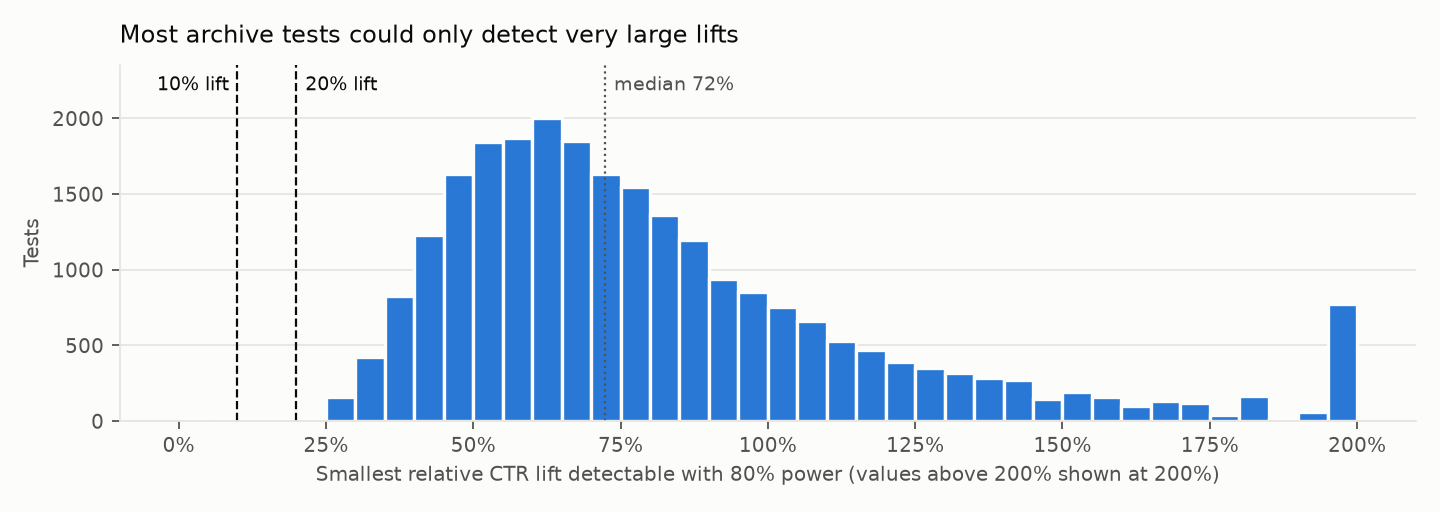 Most archive tests could only detect very large lifts
10% lift
20% lift
median 72%
2000
1500
1000
500
0
Tests
0%
25%
50%
75%
100%
125%
150%
175%
200%
Smallest relative CTR lift detectable with 80% power (values above 200% shown at 200%)